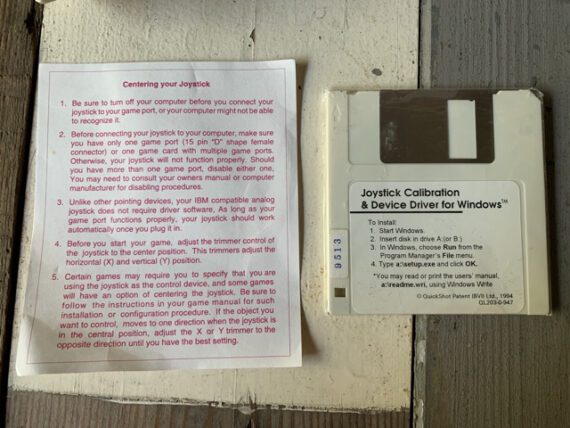 Centering your Joystick
1. Be sure to turn off your computer before you connect your
joystick to your game port, or your computer might not be able
to recognize it.
2. Before connecting your joystick to your computer, make sure
you have only one game port (15 pin "D" shape female
connector) or one game card with multiple game ports.
Otherwise, your joystick will not function properly. Should
you have more than one game port, disable either one,
You may need to consult your owners manual or computer
manufacturer for disabling procedures.
3. Unlike other pointing devices, your IBM compatible analog
joystick does not require driver software, As long as your
game port functions properly, your joystick should work
automatically once you plug it in.
4. Before you start your game, adjust the trimmer control of
the joystick to the center position. This trimmers adjust the
horizontal (X) and vertical (Y) position.
5. Certain games may require you to specify that you are
using the joystick as the control device, and some games
will have an option of centering the joystick. Be sure to
follow the instructions in your game manual for such
installation or configuration procedure. If the object you
want to control, moves to one direction when the joystick is
in the central position, adjust the X or Y trimmer to the
opposite direction until you have the best setting.
Joystick Calibration
& Device Driver for Windows™
To Install:
1. Start Windows.
2. Insert disk in drive A:(or B:)
3. In Windows, choose Run from the
Program Manager's File menu.
4. Type a:\setup.exe and click OK.
*You may read or print the users' manual,
a:\readme.wri, using Windows Write
© QuickShot Patent (BVI) Ltd., 1994
GL203-0-947
9513